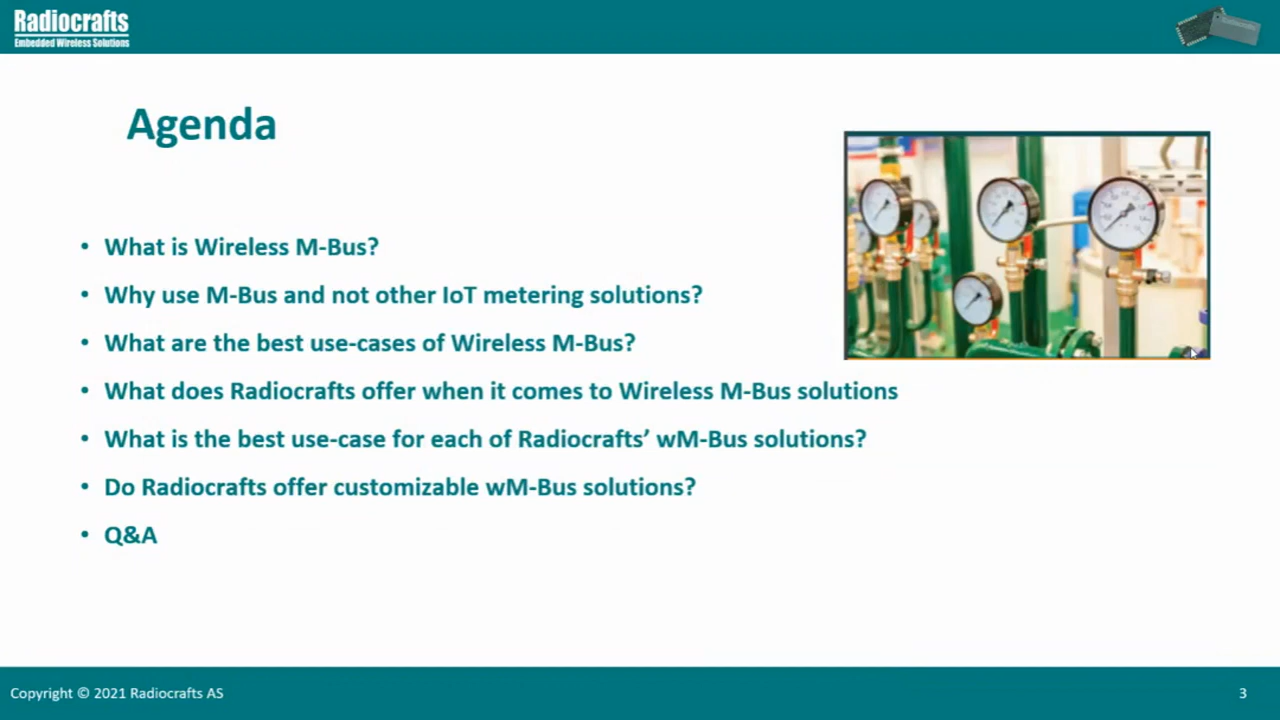 Radiocrafts
Embedded Wireless Solutions
Agenda
• What is Wireless M-Bus?
• Why use M-Bus and not other IoT metering solutions?
• What are the best use-cases of Wireless M-Bus?
• What does Radiocrafts offer when it comes to Wireless M-Bus solutions
• What is the best use-case for each of Radiocrafts’ wM-Bus solutions?
• Do Radiocrafts offer customizable wM-Bus solutions?
• Q&A
Copyright © 2021 Radiocrafts AS
3